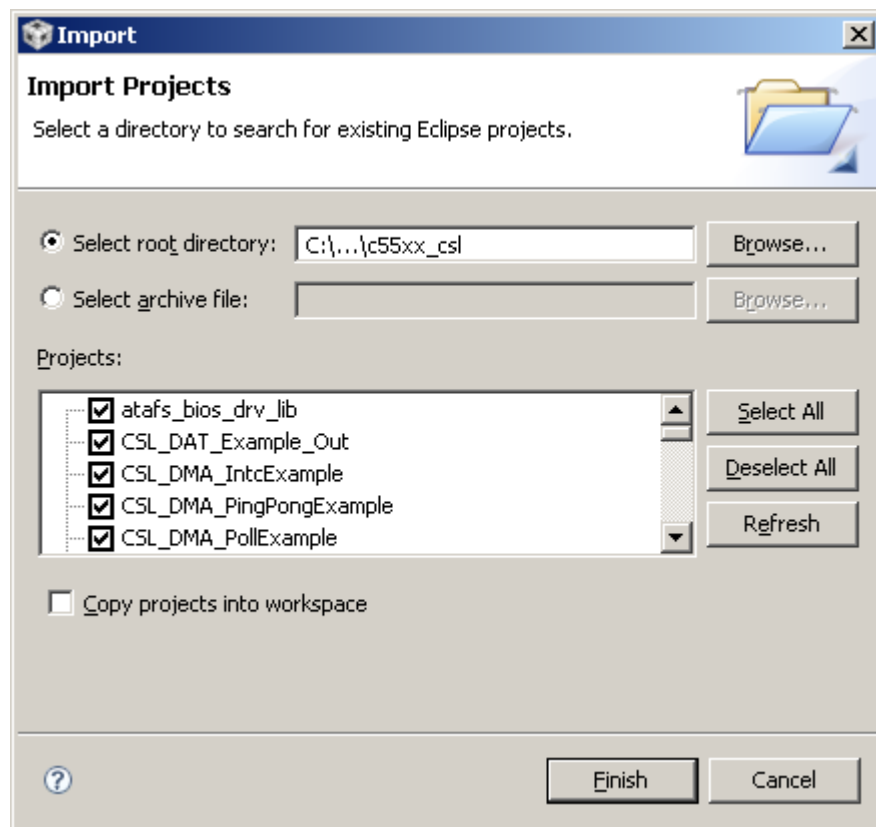 Import
Import Projects
Select a directory to search for existing Eclipse projects.
Select root directory: C:\...\c55xx_csl Browse...
Select archive file: Browse...
Projects:
atafs_bios_drv_lib
CSL_DAT_Example_Out
CSL_DMA_IntcExample
CSL_DMA_PingPongExample
CSL_DMA_PollExample
Select All
Deselect All
Refresh
Copy projects into workspace
Finish Cancel